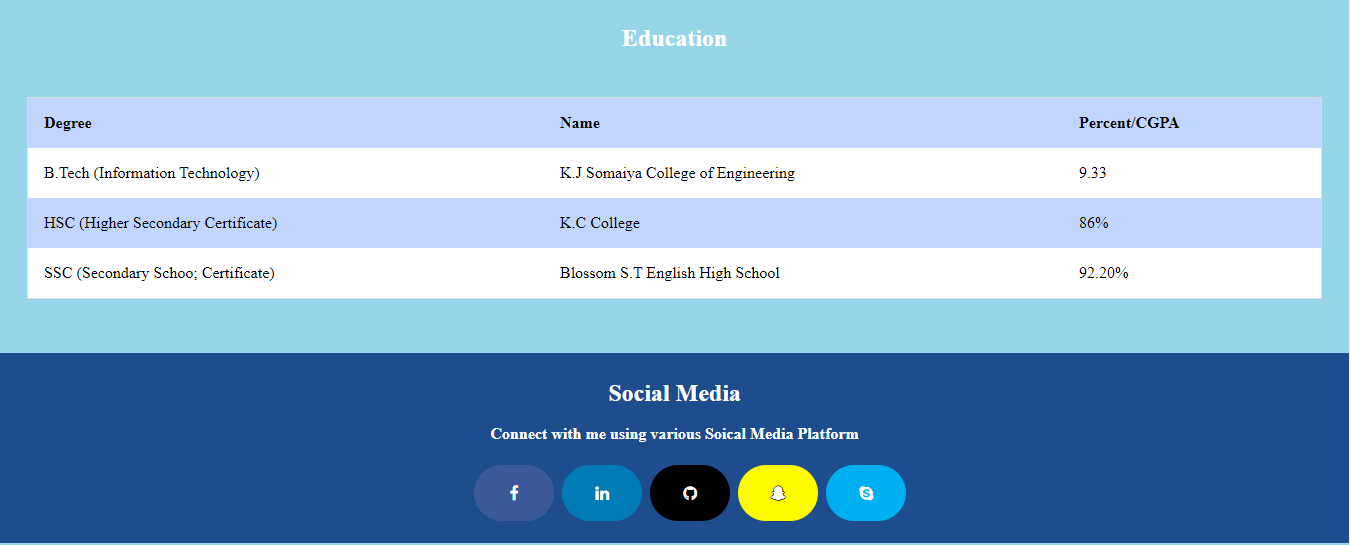 Education
Degree Name Percent/CGPA
B.Tech (Information Technology) K.J Somaiya College of Engineering 9.33
HSC (Higher Secondary Certificate) K.C College 86%
SSC (Secondary Schoo; Certificate) Blossom S.T English High School 92.20%
Social Media
Connect with me using various Soical Media Platform